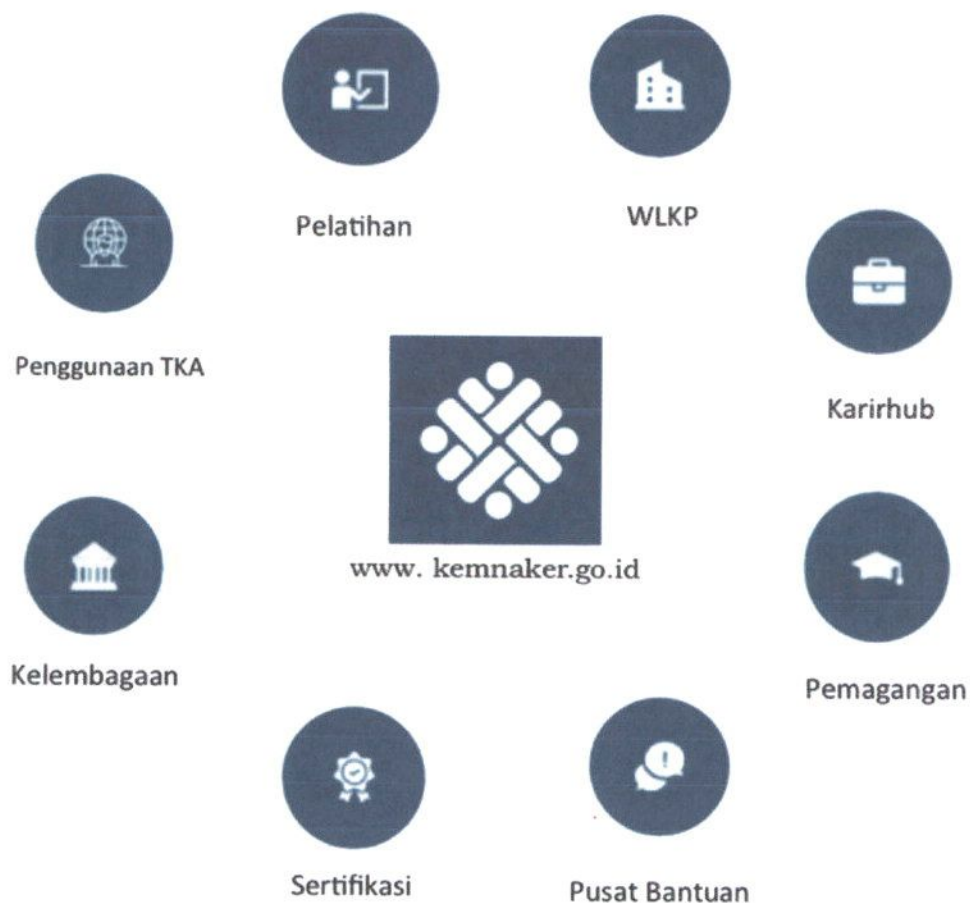 Pelatihan
WLKP
Penggunaan TKA
Karirhub
www. kemnaker.go.id
Kelembagaan
Pemagangan
Sertifikasi
Pusat Bantuan